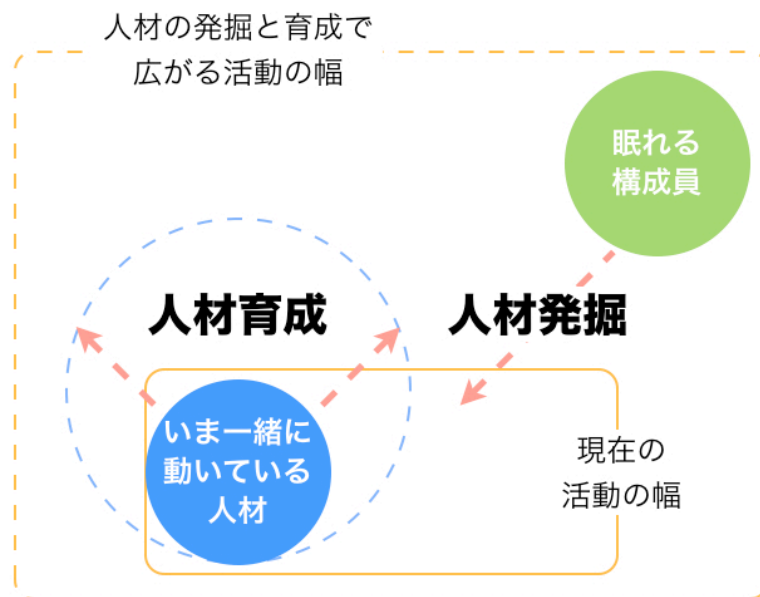 人材の発掘と育成で
広がる活動の幅
眠れる
構成員
人材育成
人材発掘
いま一緒に
動いている
人材
現在の
活動の幅